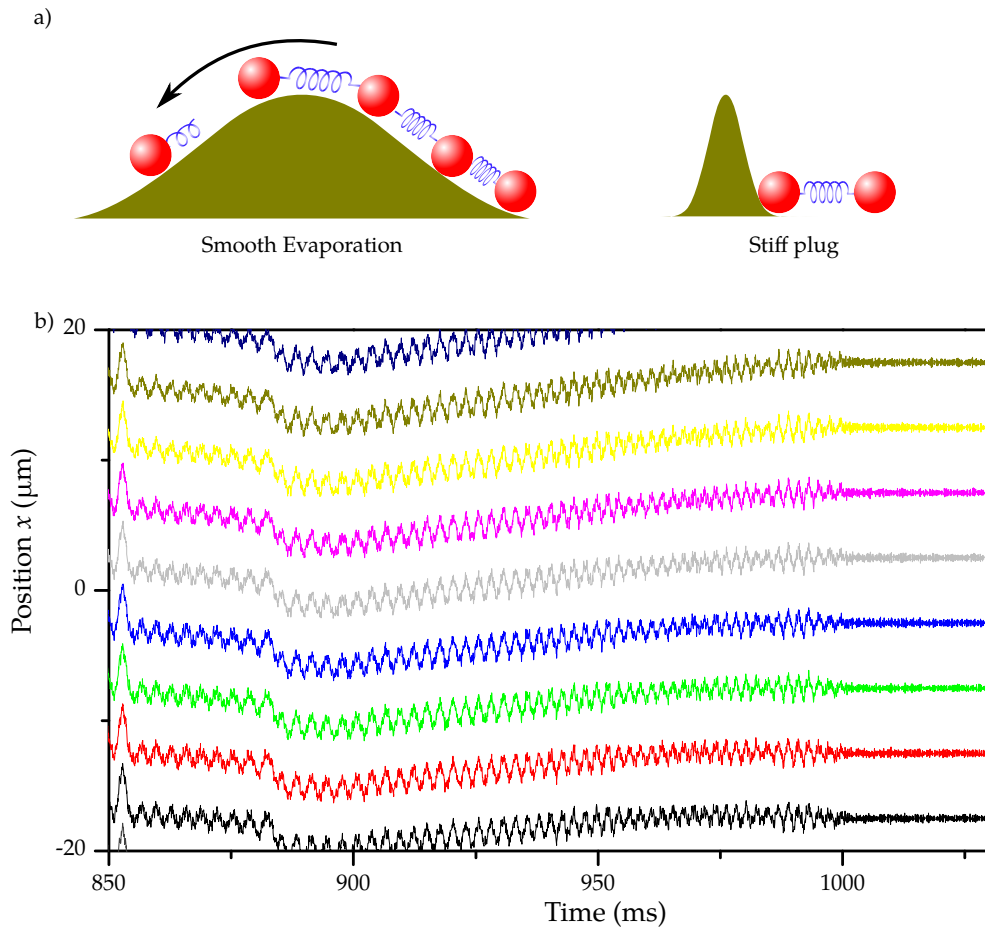 a)
Smooth Evaporation
Stiff plug
b)
20
0
-20
Position x (μm)
850
900
950
1000
Time (ms)